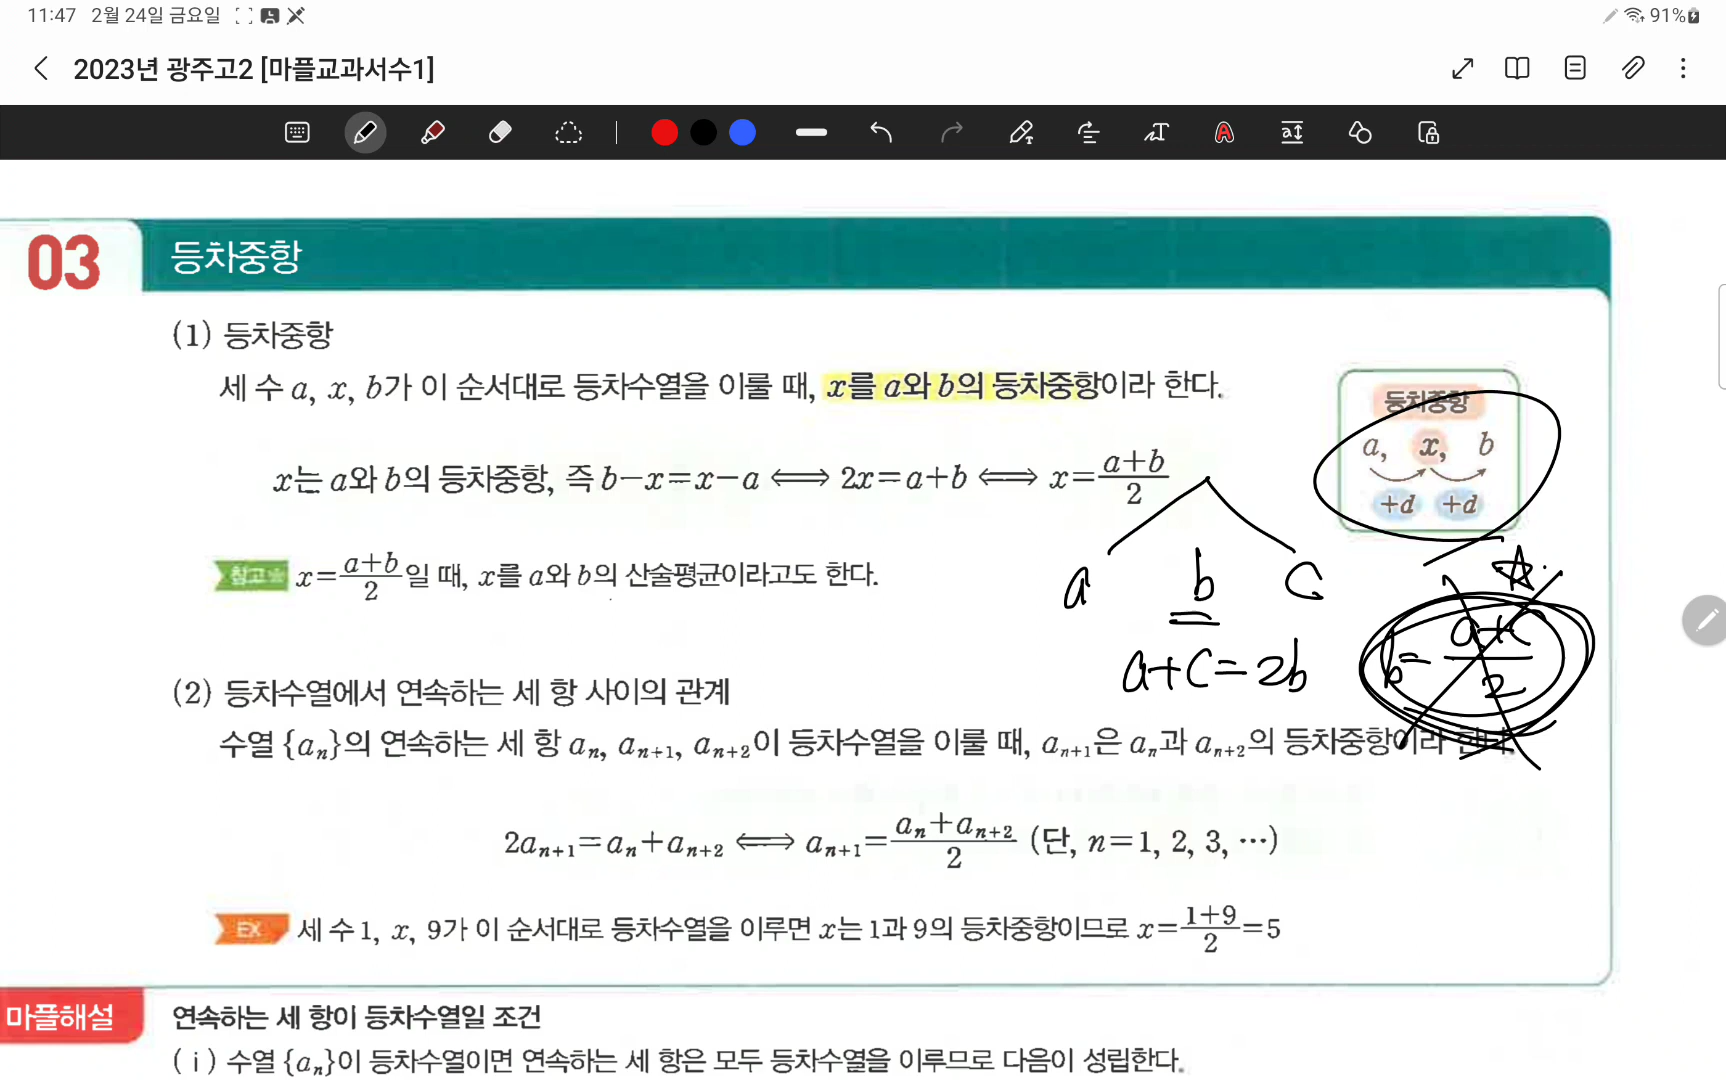 11:47 2월 24일 금요일
91%
2023년 광주고2 [마플교과서수1]
03 등차중항
(1) 등차중항
세 수 a, x, b가 이 순서대로 등차수열을 이룰 때, x를 a와 b의 등차중항이라 한다.
등차중항
a, x, b
+d +d
x는 a와 b의 등차중항, 즉 b−x=x−a ⟺ 2x=a+b ⟺ x=\frac{a+b}{2}
참고 x=\frac{a+b}{2}일 때, x를 a와 b의 산술평균이라고도 한다.
a b c
a+c=2b
b=\frac{a+c}{2}
(2) 등차수열에서 연속하는 세 항 사이의 관계
수열 {aₙ}의 연속하는 세 항 aₙ, aₙ₊₁, aₙ₊₂이 등차수열을 이룰 때, aₙ₊₁은 aₙ과 aₙ₊₂의 등차중항이라 한다.
2aₙ₊₁=aₙ+aₙ₊₂ ⟺ aₙ₊₁=\frac{aₙ+aₙ₊₂}{2} (단, n=1, 2, 3, ⋯)
EX 세 수 1, x, 9가 이 순서대로 등차수열을 이루면 x는 1과 9의 등차중항이므로 x=\frac{1+9}{2}=5
마플해설 연속하는 세 항이 등차수열일 조건
(ⅰ) 수열 {aₙ}이 등차수열이면 연속하는 세 항은 모두 등차수열을 이루므로 다음이 성립한다.